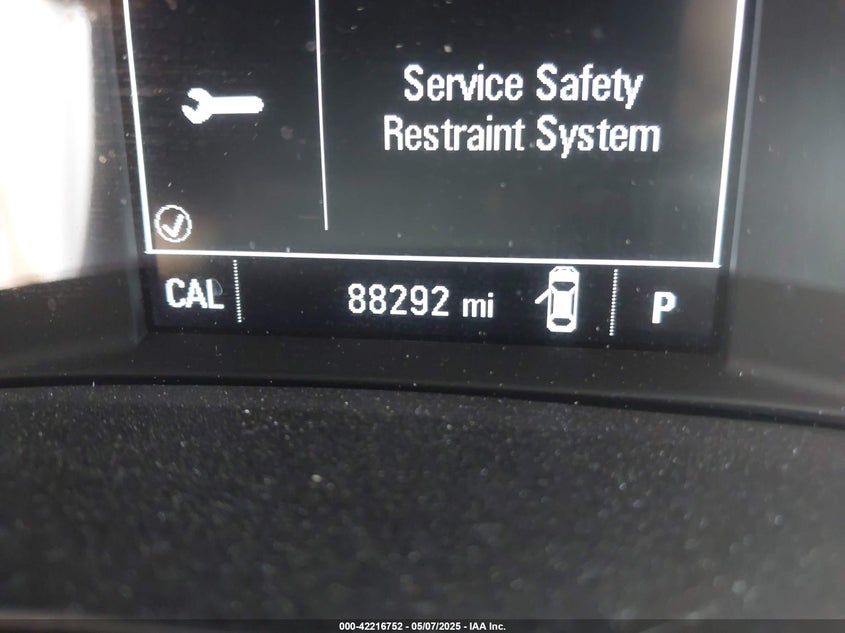 Service Safety
Restraint System
CAL 88292 mi P
000-42216752 - 05/07/2025 - IAA Inc.